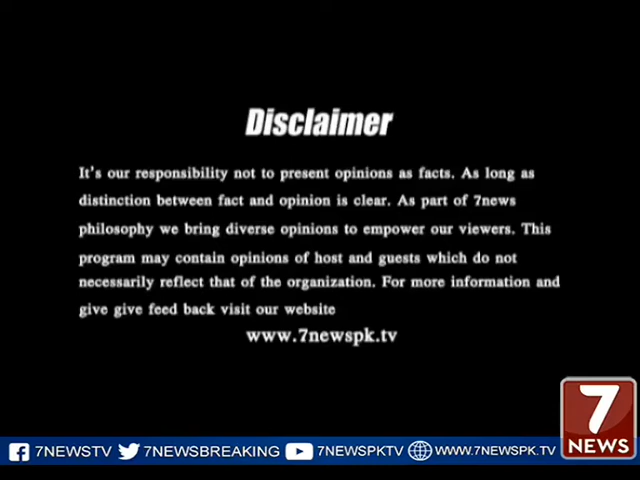 Disclaimer
It's our responsibility not to present opinions as facts. As long as
distinction between fact and opinion is clear. As part of 7news
philosophy we bring diverse opinions to empower our viewers. This
program may contain opinions of host and guests which do not
necessarily reflect that of the organization. For more information and
give give feed back visit our website
www.7newspk.tv
7
NEWS
7NEWSTV 7NEWSBREAKING 7NEWSPKTV WWW.7NEWSPK.TV